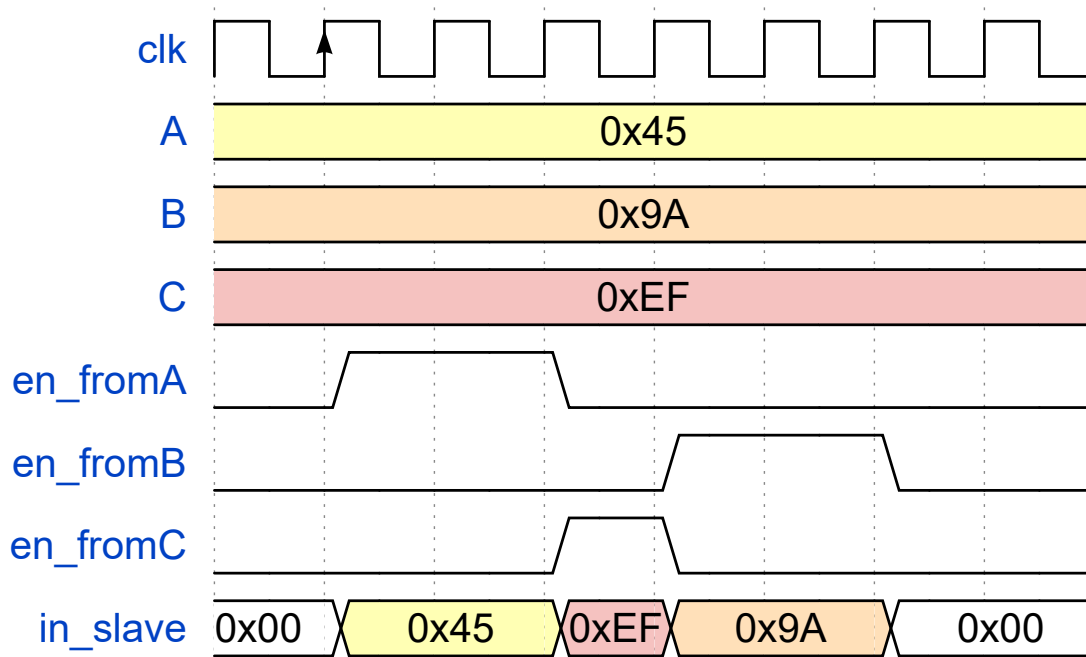 clk
A 0x45
B 0x9A
C 0xEF
en_fromA
en_fromB
en_fromC
in_slave 0x00 0x45 0xEF 0x9A 0x00